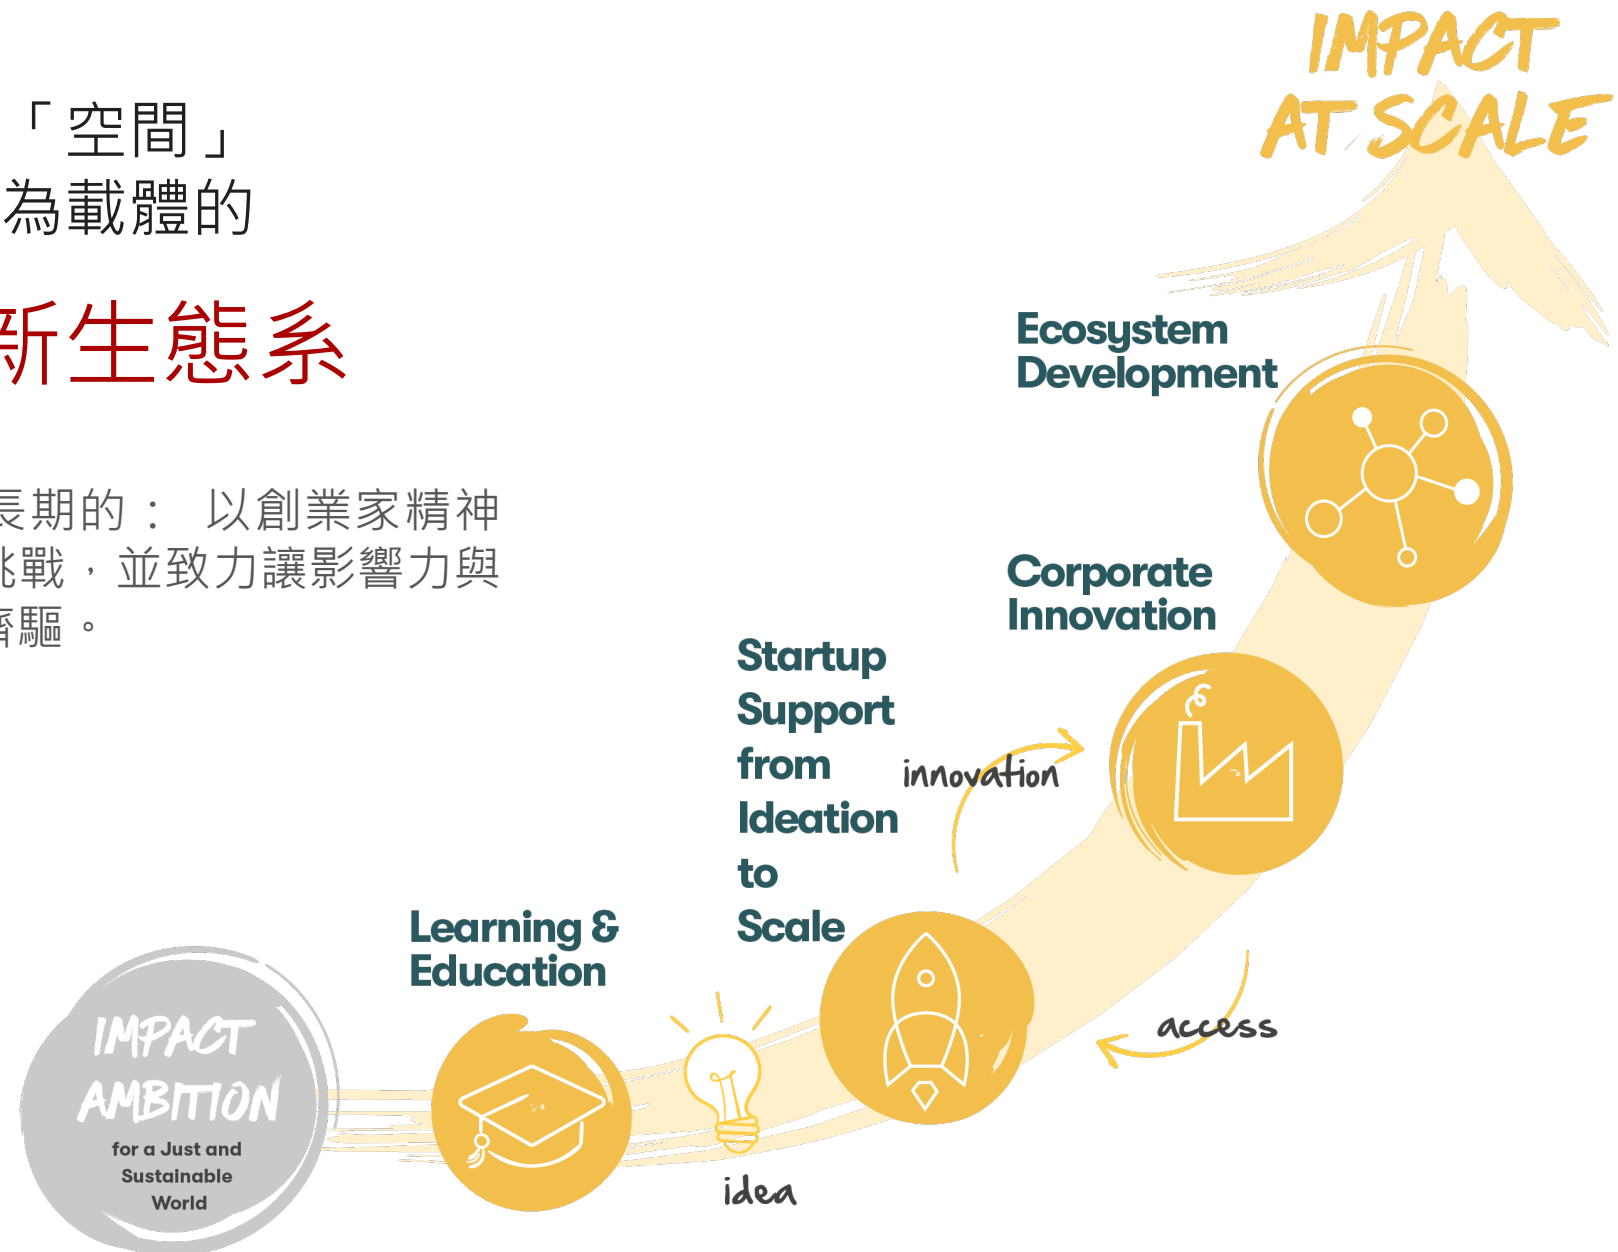 「空間」
為載體的
新生態系
長期的： 以創業家精神
挑戰，並致力讓影響力與
齊驅。
IMPACT
AT SCALE
Ecosystem
Development
Corporate
Innovation
Startup
Support
from
Ideation
to
Scale
innovation
access
Learning &
Education
idea
IMPACT
AMBITION
for a Just and
Sustainable
World